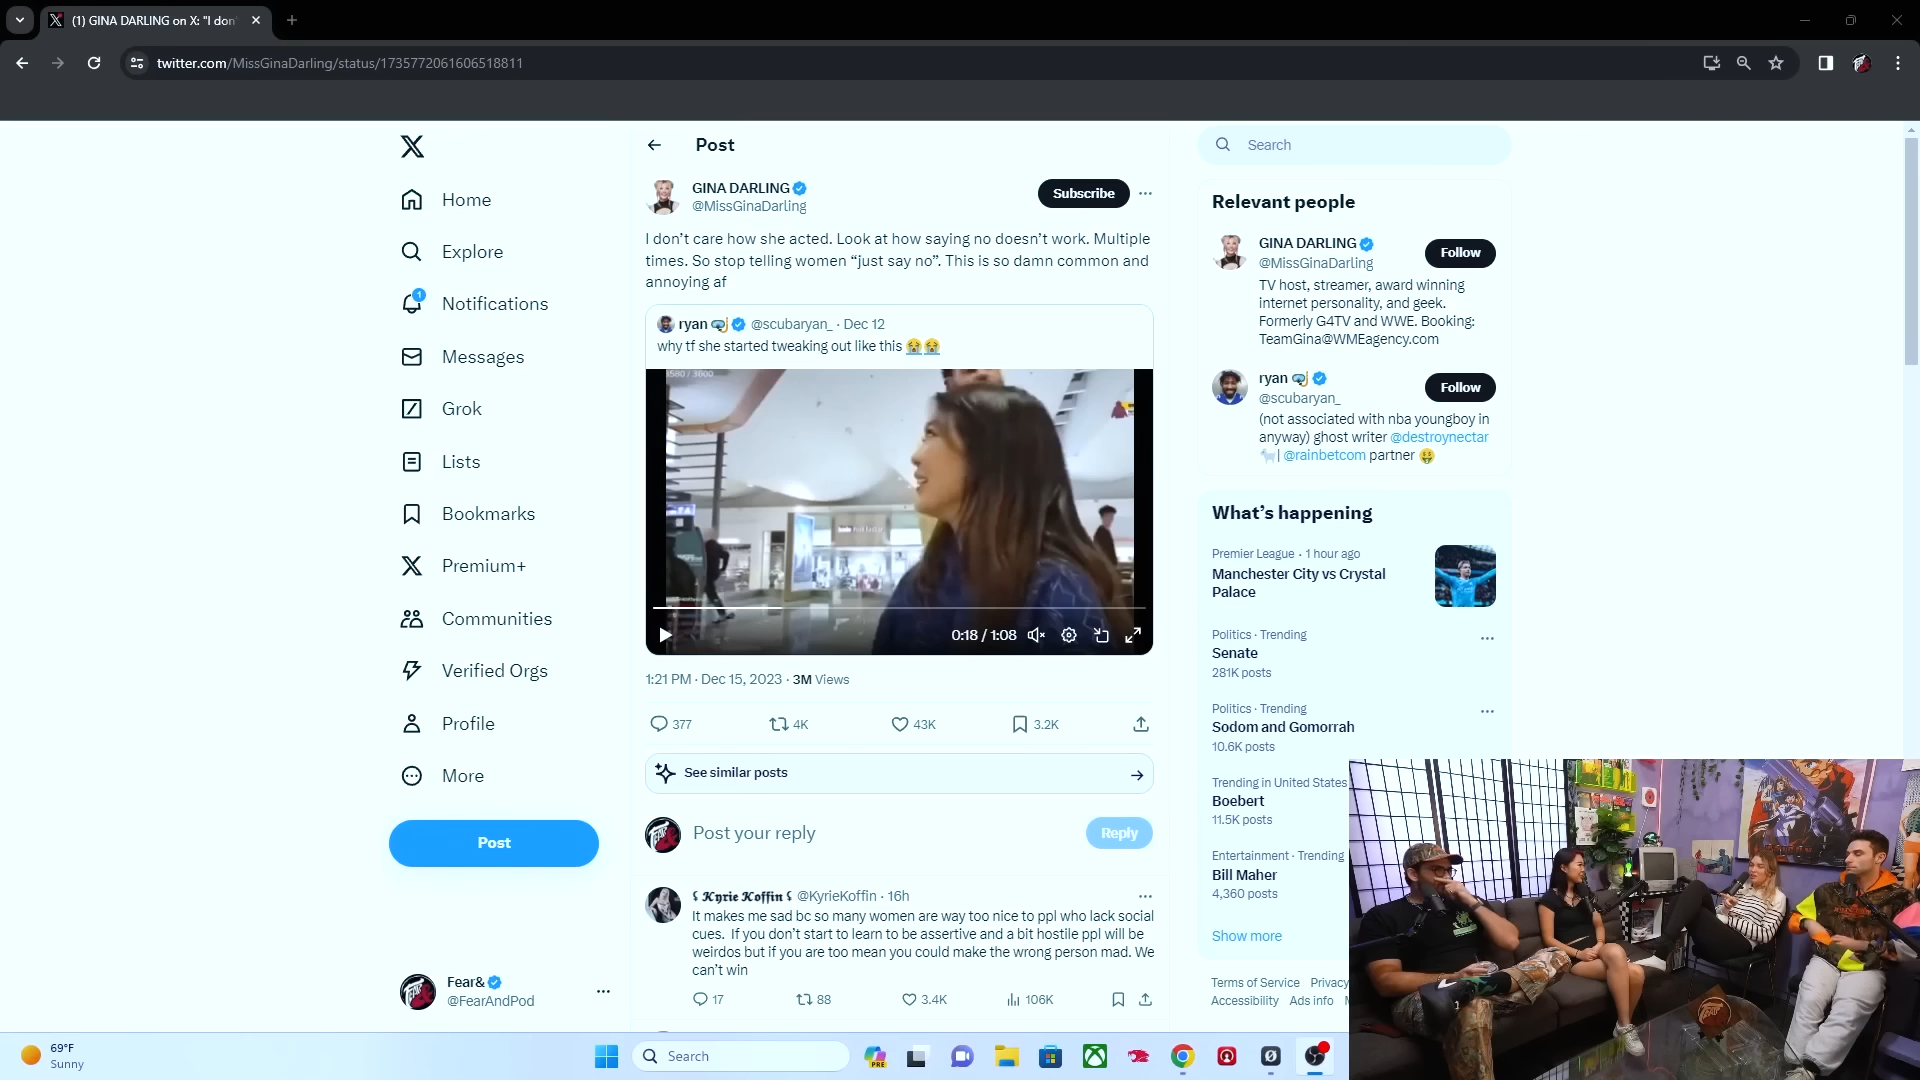 (1) GINA DARLING on X: "I don'
twitter.com/MissGinaDarling/status/1735772061606518811
Home
Explore
1
Notifications
Messages
Grok
Lists
Bookmarks
Premium+
Communities
Verified Orgs
Profile
More
Post
Fear&
@FearAndPod
Post
GINA DARLING
@MissGinaDarling
Subscribe
I don’t care how she acted. Look at how saying no doesn’t work. Multiple
times. So stop telling women “just say no”. This is so damn common and
annoying af
ryan 🤿 @scubaryan_ · Dec 12
why tf she started tweaking out like this 😭😭
0:18 / 1:08
1:21 PM · Dec 15, 2023 · 3M Views
377 4K 43K 3.2K
See similar posts
Post your reply
Reply
𝕶𝖞𝖗𝖎𝖊 𝕶𝖔𝖋𝖋𝖎𝖓 @KyrieKoffin · 16h
It makes me sad bc so many women are way too nice to ppl who lack social
cues. If you don’t start to learn to be assertive and a bit hostile ppl will be
weirdos but if you are too mean you could make the wrong person mad. We
can’t win
17 88 3.4K 106K
Search
Relevant people
GINA DARLING
@MissGinaDarling
Follow
TV host, streamer, award winning
internet personality, and geek.
Formerly G4TV and WWE. Booking:
TeamGina@WMEagency.com
ryan 🤿
@scubaryan_
Follow
(not associated with nba youngboy in
anyway) ghost writer @destroynectar
🐐| @rainbetcom partner 🤑
What’s happening
Premier League · 1 hour ago
Manchester City vs Crystal
Palace
Politics · Trending
Senate
281K posts
Politics · Trending
Sodom and Gomorrah
10.6K posts
Trending in United States
Boebert
11.5K posts
Entertainment · Trending
Bill Maher
4,360 posts
Show more
Terms of Service Privacy
Accessibility Ads info
69°F
Sunny
Search
PRE